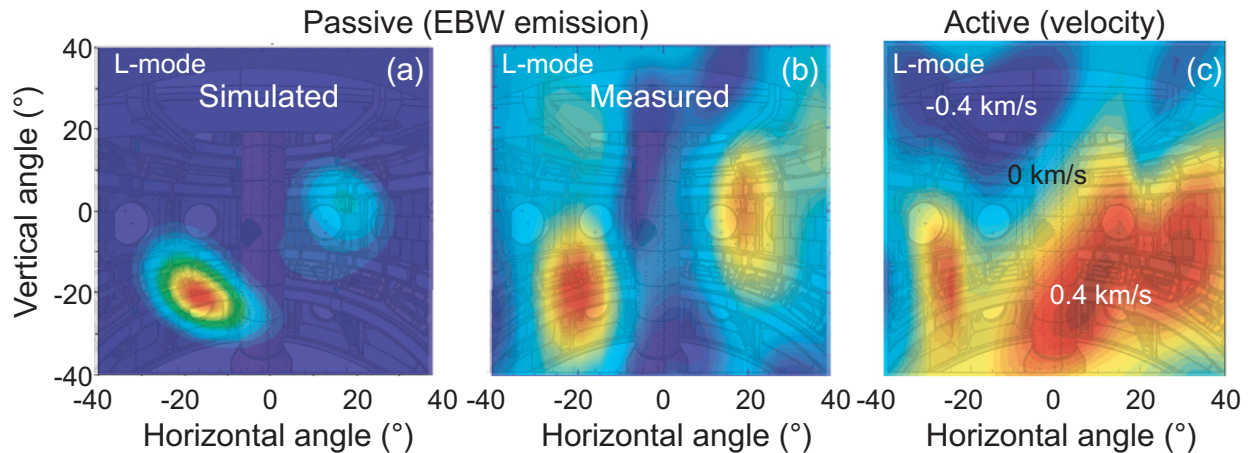 Passive (EBW emission)
Active (velocity)
L-mode (a)
Simulated
L-mode (b)
Measured
L-mode (c)
-0.4 km/s
0 km/s
0.4 km/s
Vertical angle (°)
40
20
0
-20
-40
-40 -20 0 20 40
-40 -20 0 20 40
-40 -20 0 20 40
Horizontal angle (°)
Horizontal angle (°)
Horizontal angle (°)